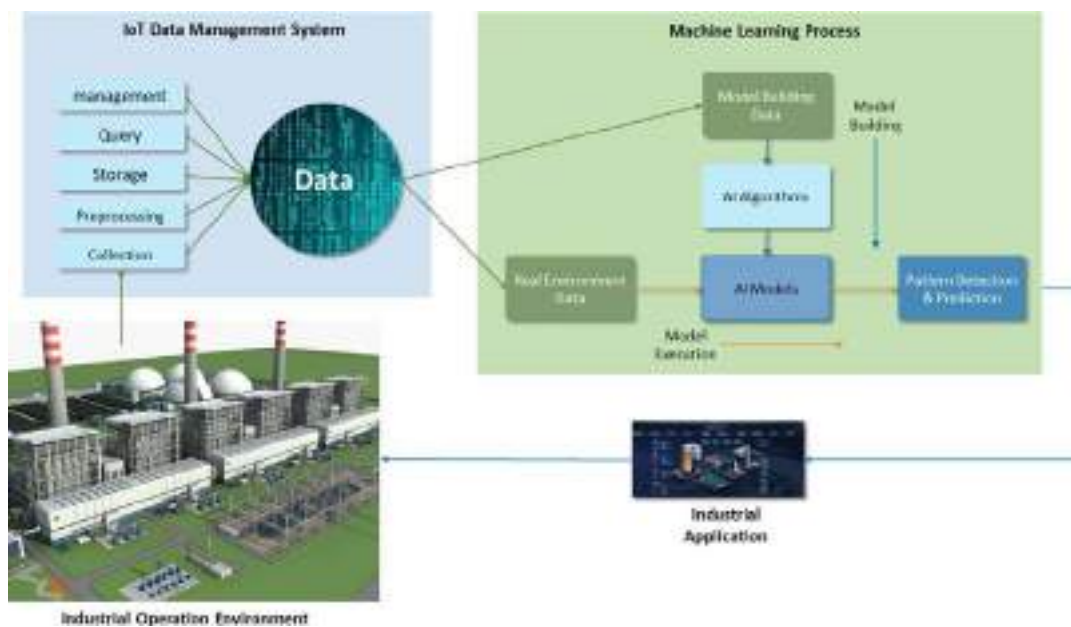 IoT Data Management System
management
Query
Storage
Preprocessing
Collection
Data
Machine Learning Process
Model Building
Data
Model
Building
AI Algorithms
Real Environment
Data
AI Models
Pattern Detection
& Prediction
Model
Execution
Industrial
Application
Industrial Operation Environment